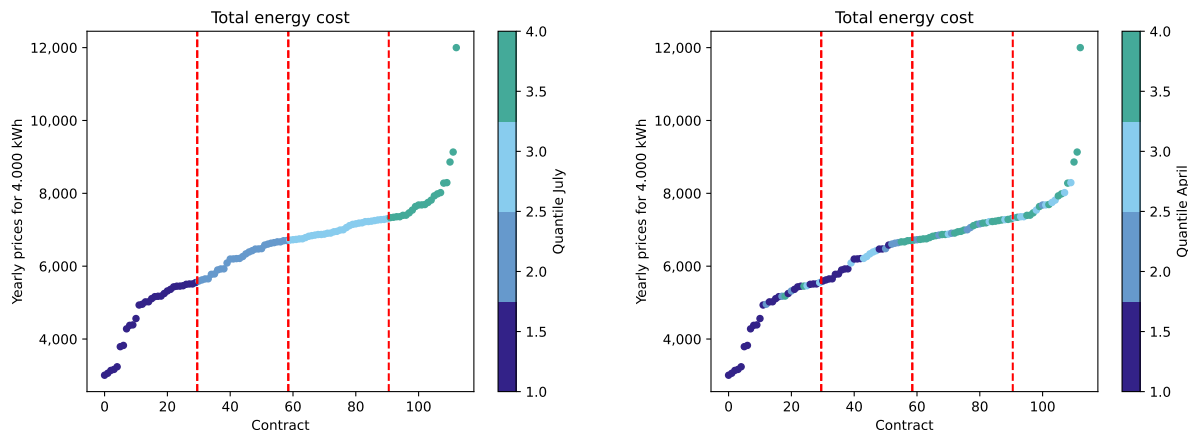 Total energy cost
12,000
10,000
8,000
6,000
4,000
Yearly prices for 4.000 kWh
0 20 40 60 80 100
Contract
4.0
3.5
3.0
2.5
2.0
1.5
1.0
Quantile July
Total energy cost
12,000
10,000
8,000
6,000
4,000
Yearly prices for 4.000 kWh
0 20 40 60 80 100
Contract
4.0
3.5
3.0
2.5
2.0
1.5
1.0
Quantile April